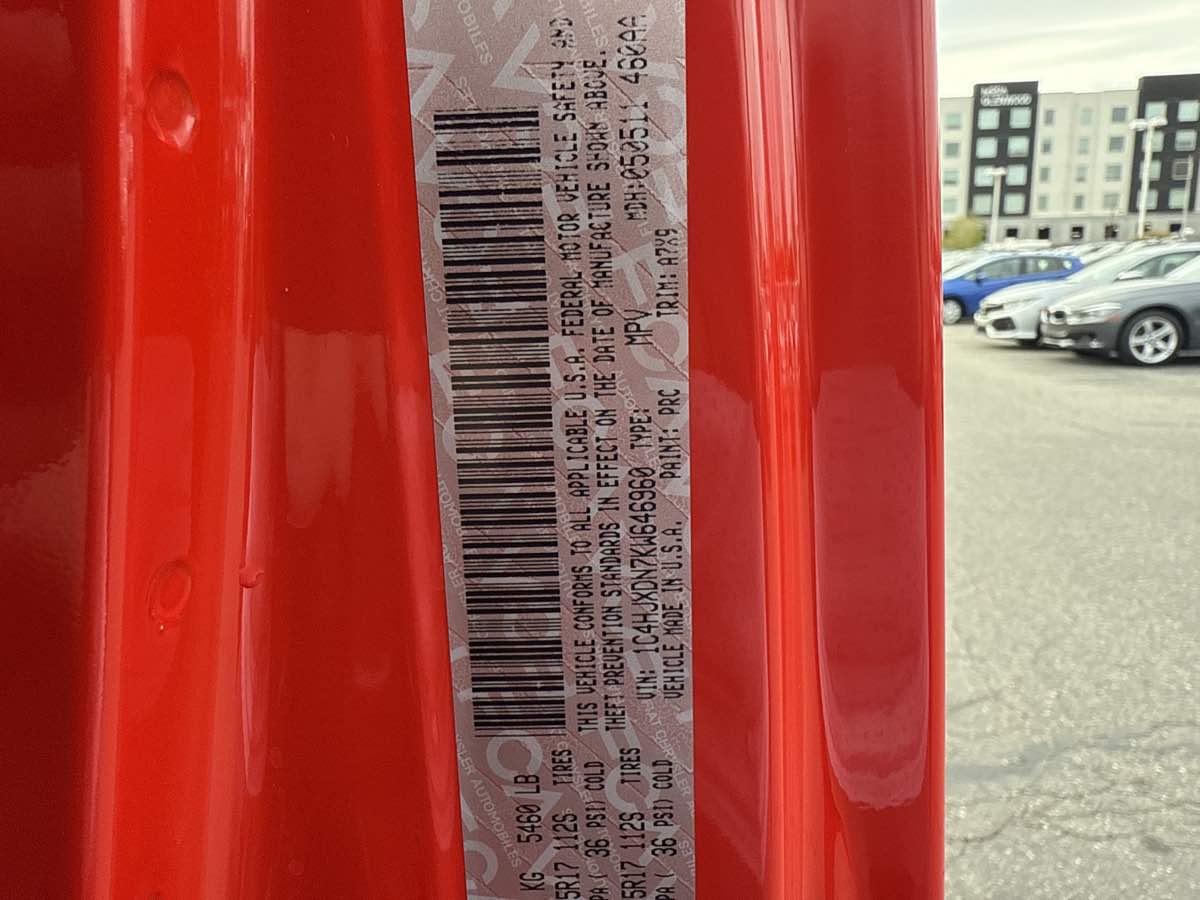 KG 5460 LB
5R17 112S TIRES
PA ( 36 PSI) COLD
5R17 112S TIRES
PA ( 36 PSI) COLD
THIS VEHICLE CONFORMS TO ALL APPLICABLE U.S.A. FEDERAL MOTOR VEHICLE SAFETY AND
THEFT PREVENTION STANDARDS IN EFFECT ON THE DATE OF MANUFACTURE SHOWN ABOVE.
VIN: 1C4HJXDN7KW646960 TYPE: MPV MDH:050511 460AA
VEHICLE MADE IN U.S.A. PAINT: PRC TRIM: A7X9